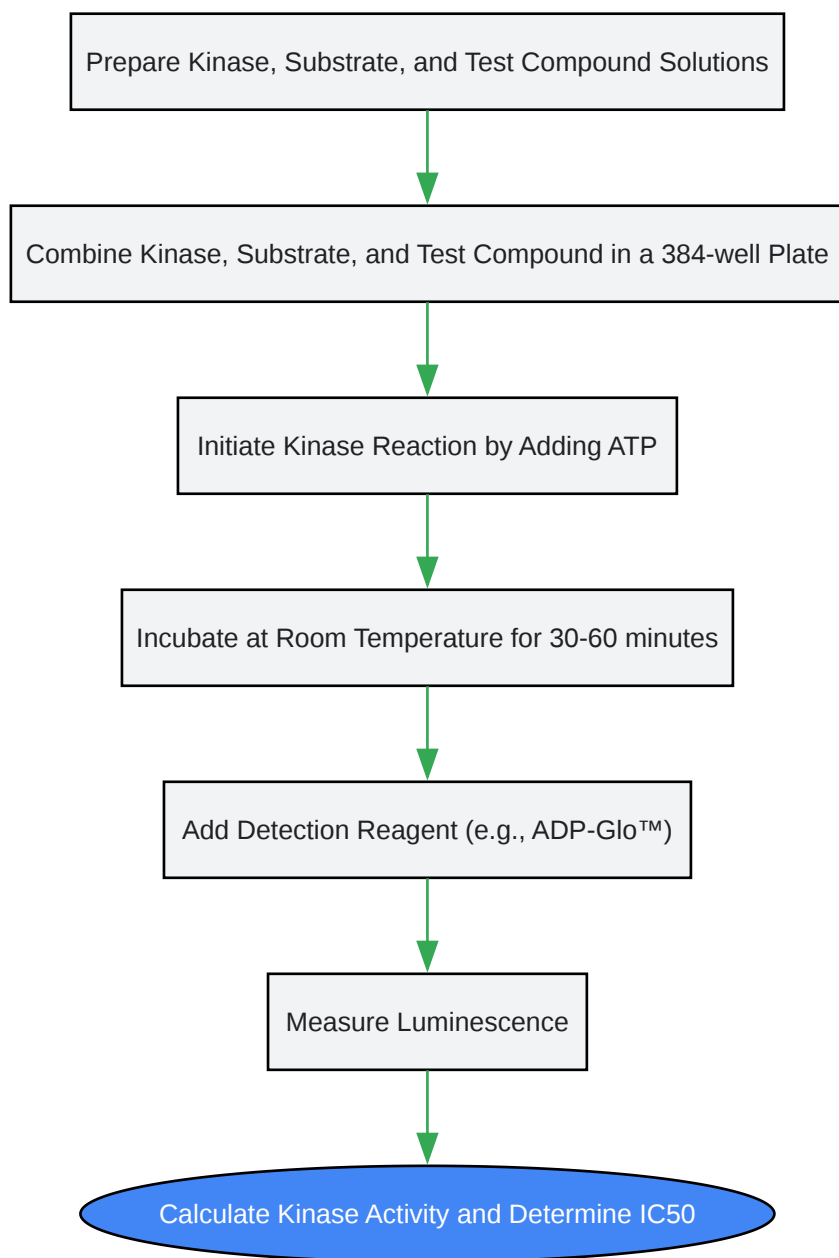 Prepare Kinase, Substrate, and Test Compound Solutions
Combine Kinase, Substrate, and Test Compound in a 384-well Plate
Initiate Kinase Reaction by Adding ATP
Incubate at Room Temperature for 30-60 minutes
Add Detection Reagent (e.g., ADP-Glo™)
Measure Luminescence
Calculate Kinase Activity and Determine IC50